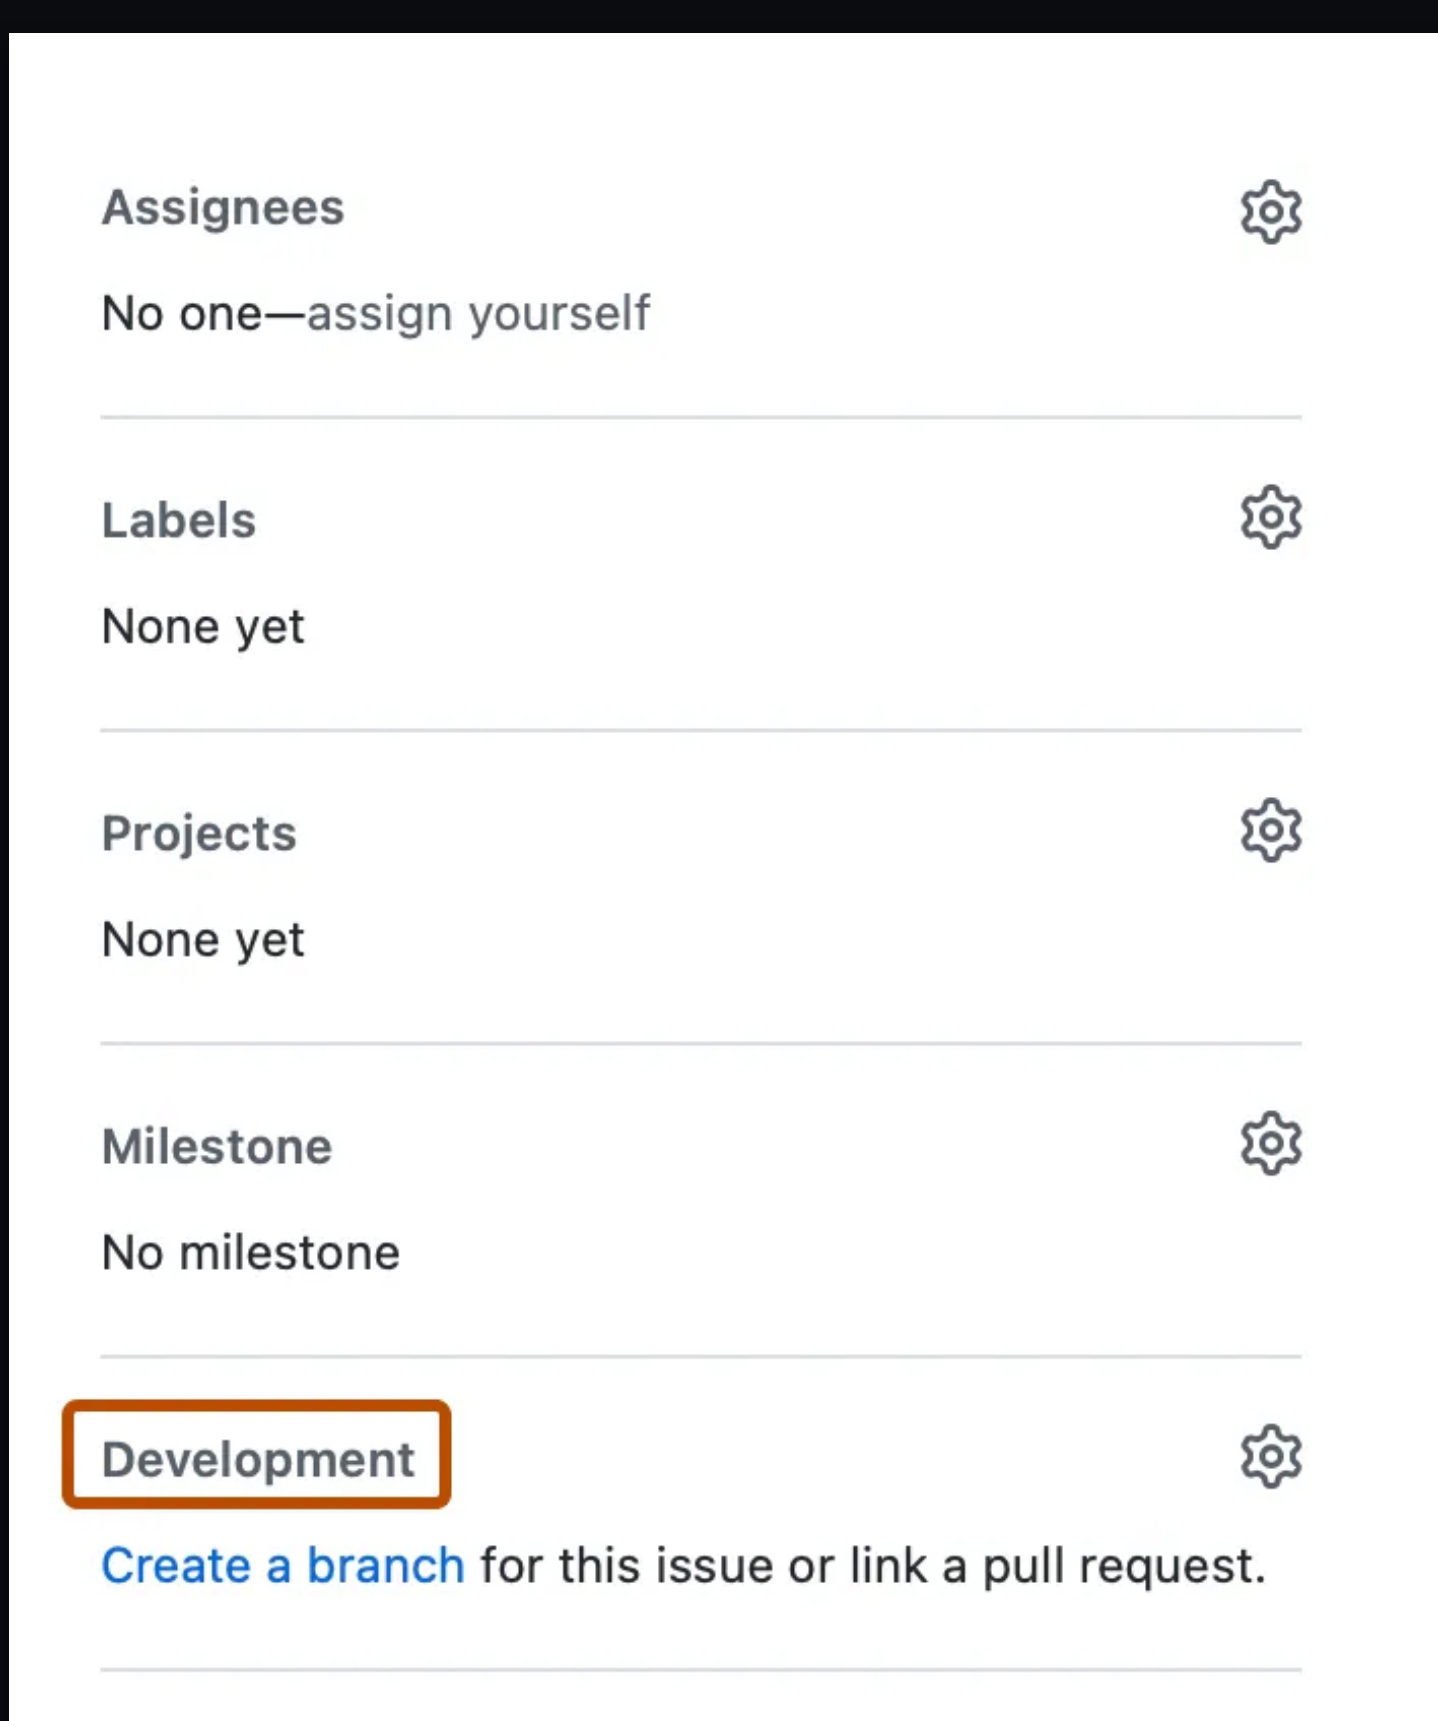 Assignees
No one—assign yourself
Labels
None yet
Projects
None yet
Milestone
No milestone
Development
Create a branch for this issue or link a pull request.